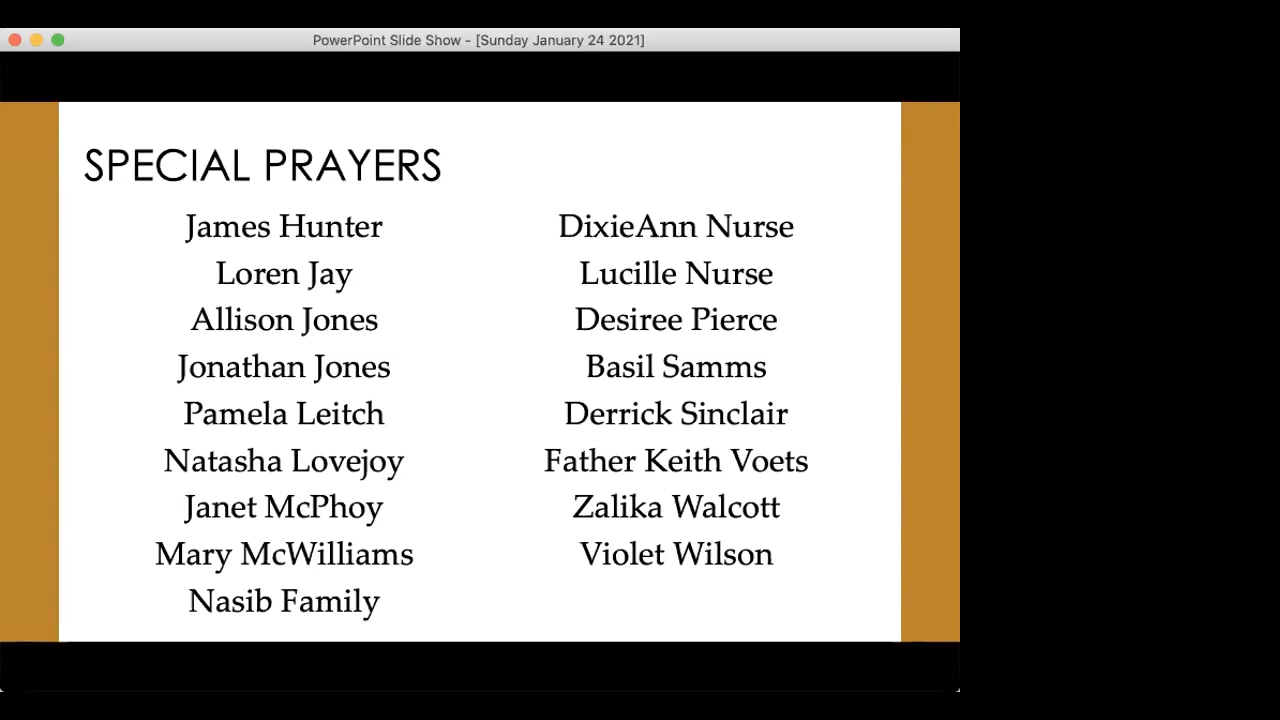 PowerPoint Slide Show - [Sunday January 24 2021]
SPECIAL PRAYERS
James Hunter
Loren Jay
Allison Jones
Jonathan Jones
Pamela Leitch
Natasha Lovejoy
Janet McPhoy
Mary McWilliams
Nasib Family
DixieAnn Nurse
Lucille Nurse
Desiree Pierce
Basil Samms
Derrick Sinclair
Father Keith Voets
Zalika Walcott
Violet Wilson